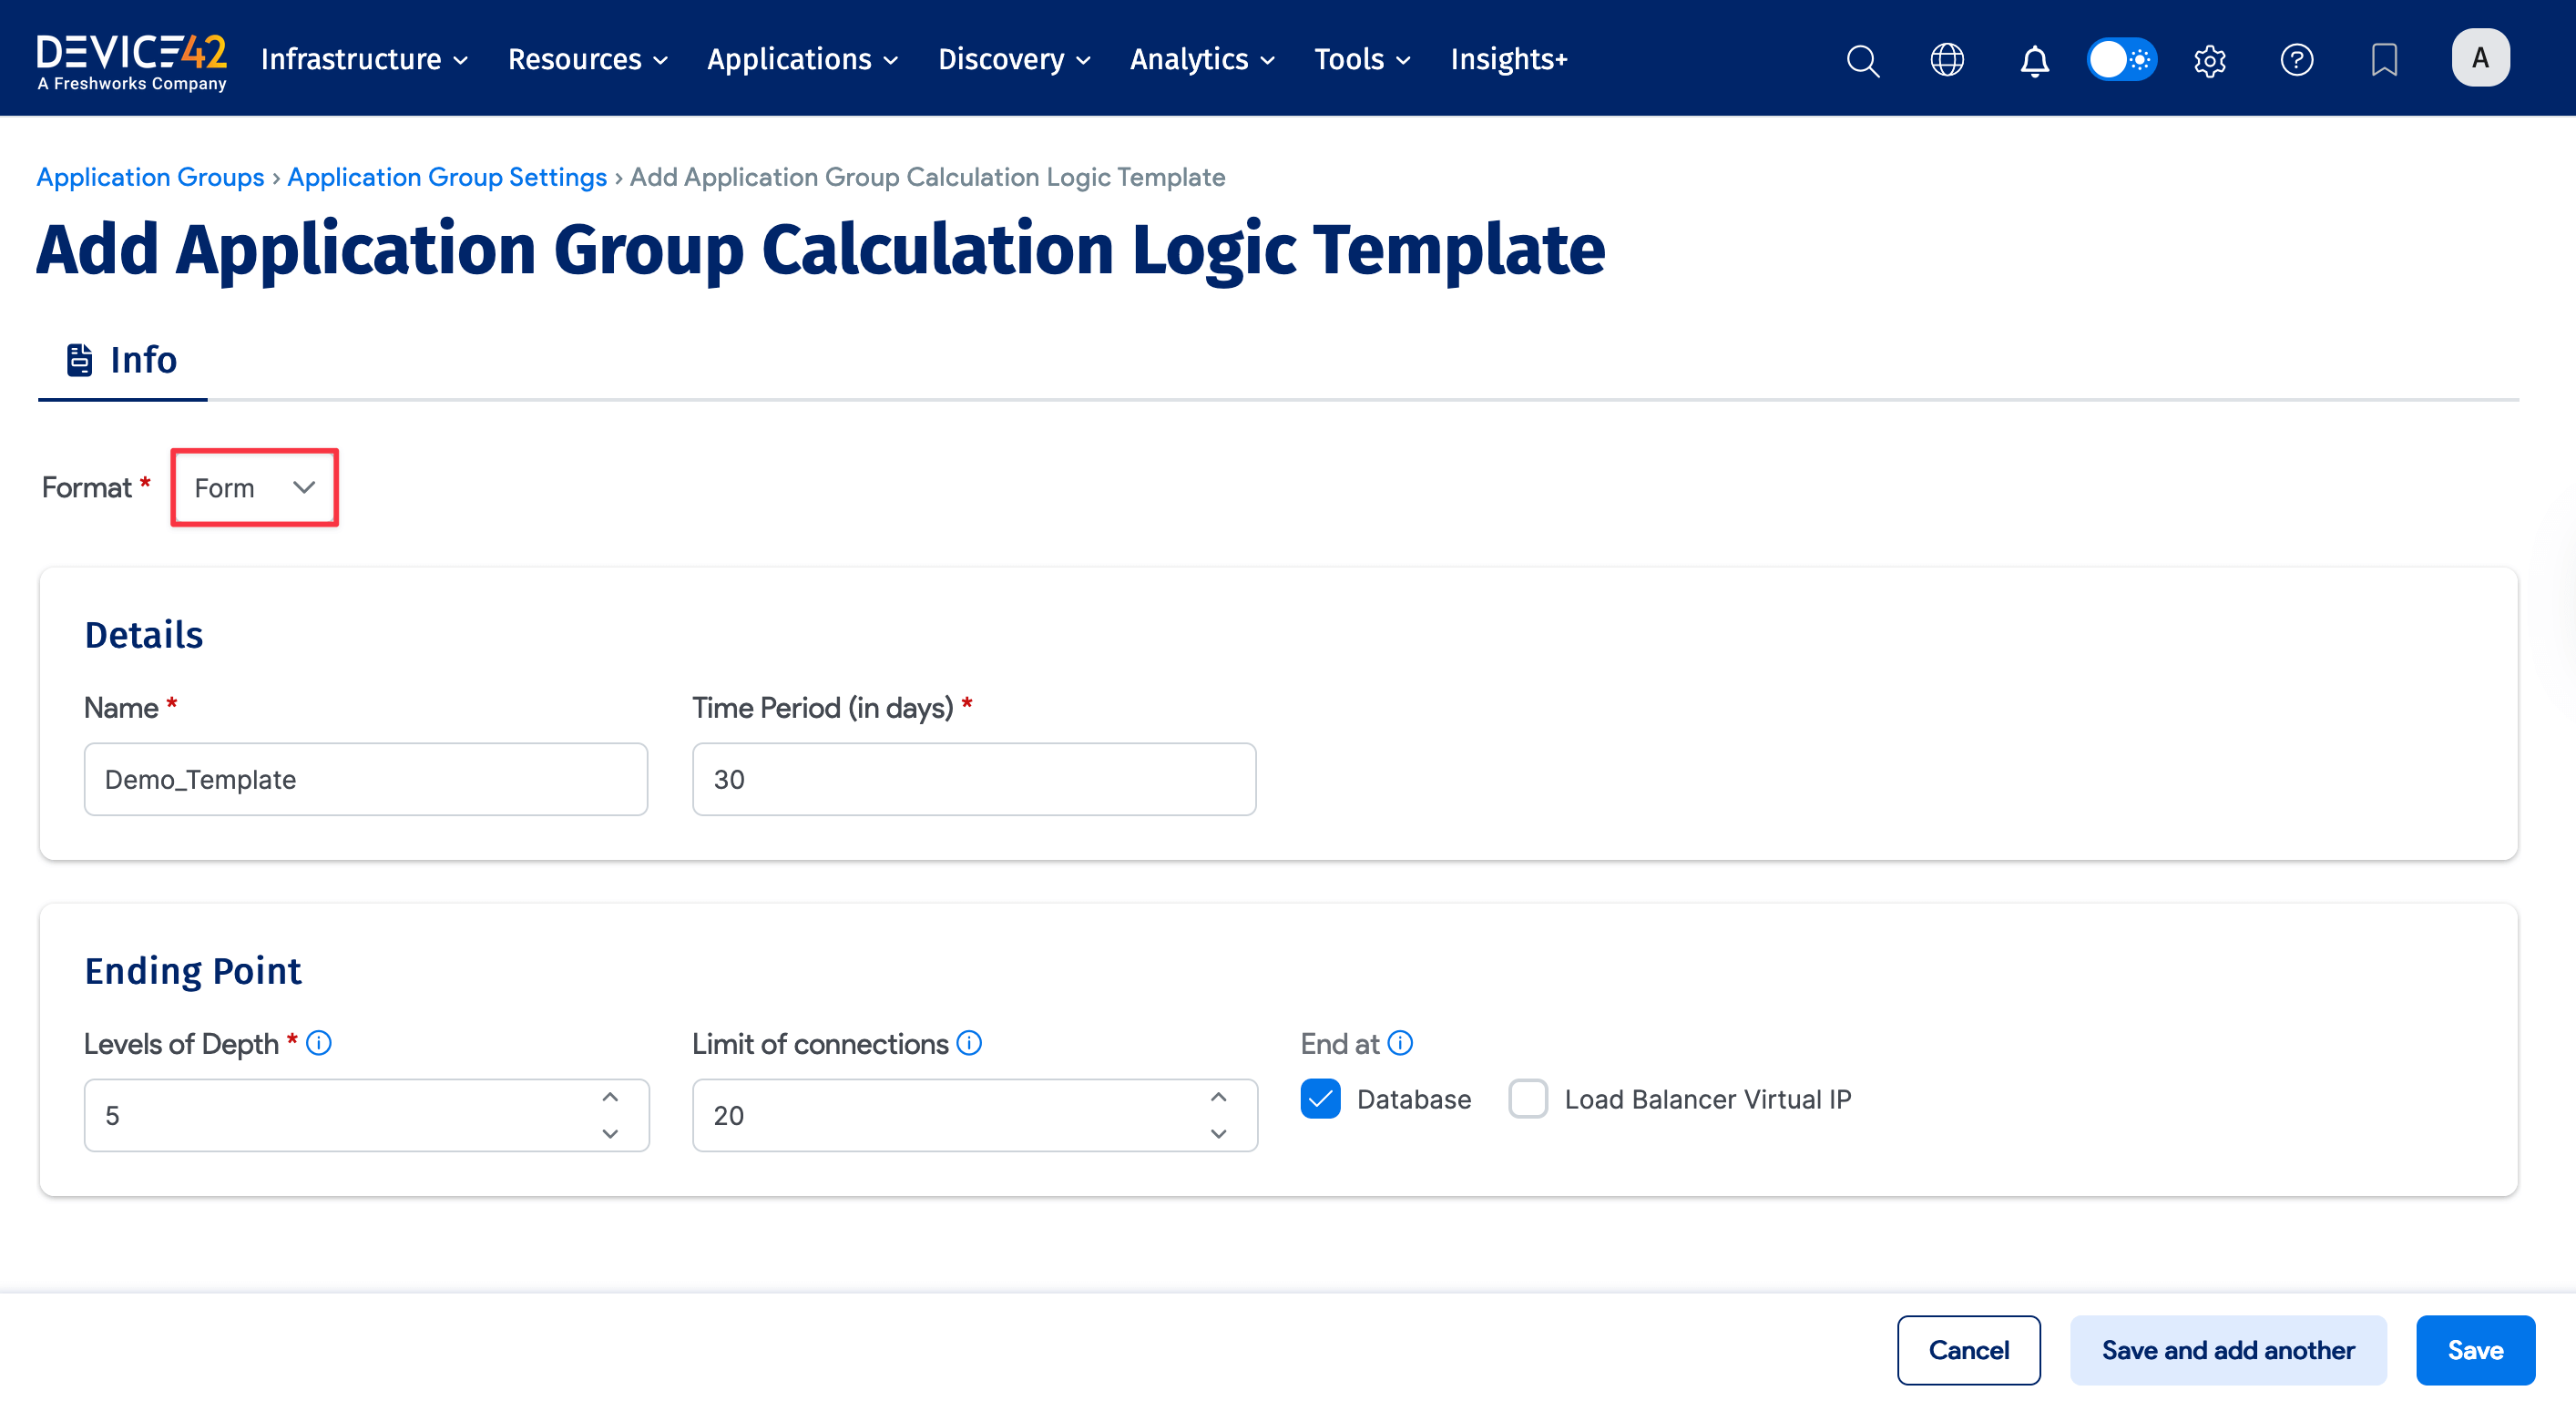 DEVICE42
A Freshworks Company
Infrastructure Resources Applications Discovery Analytics Tools Insights+
A
Application Groups › Application Group Settings › Add Application Group Calculation Logic Template
Add Application Group Calculation Logic Template
Info
Format * Form
Details
Name * Time Period (in days) *
Demo_Template 30
Ending Point
Levels of Depth * Limit of connections End at
5 20 Database Load Balancer Virtual IP
Cancel Save and add another Save